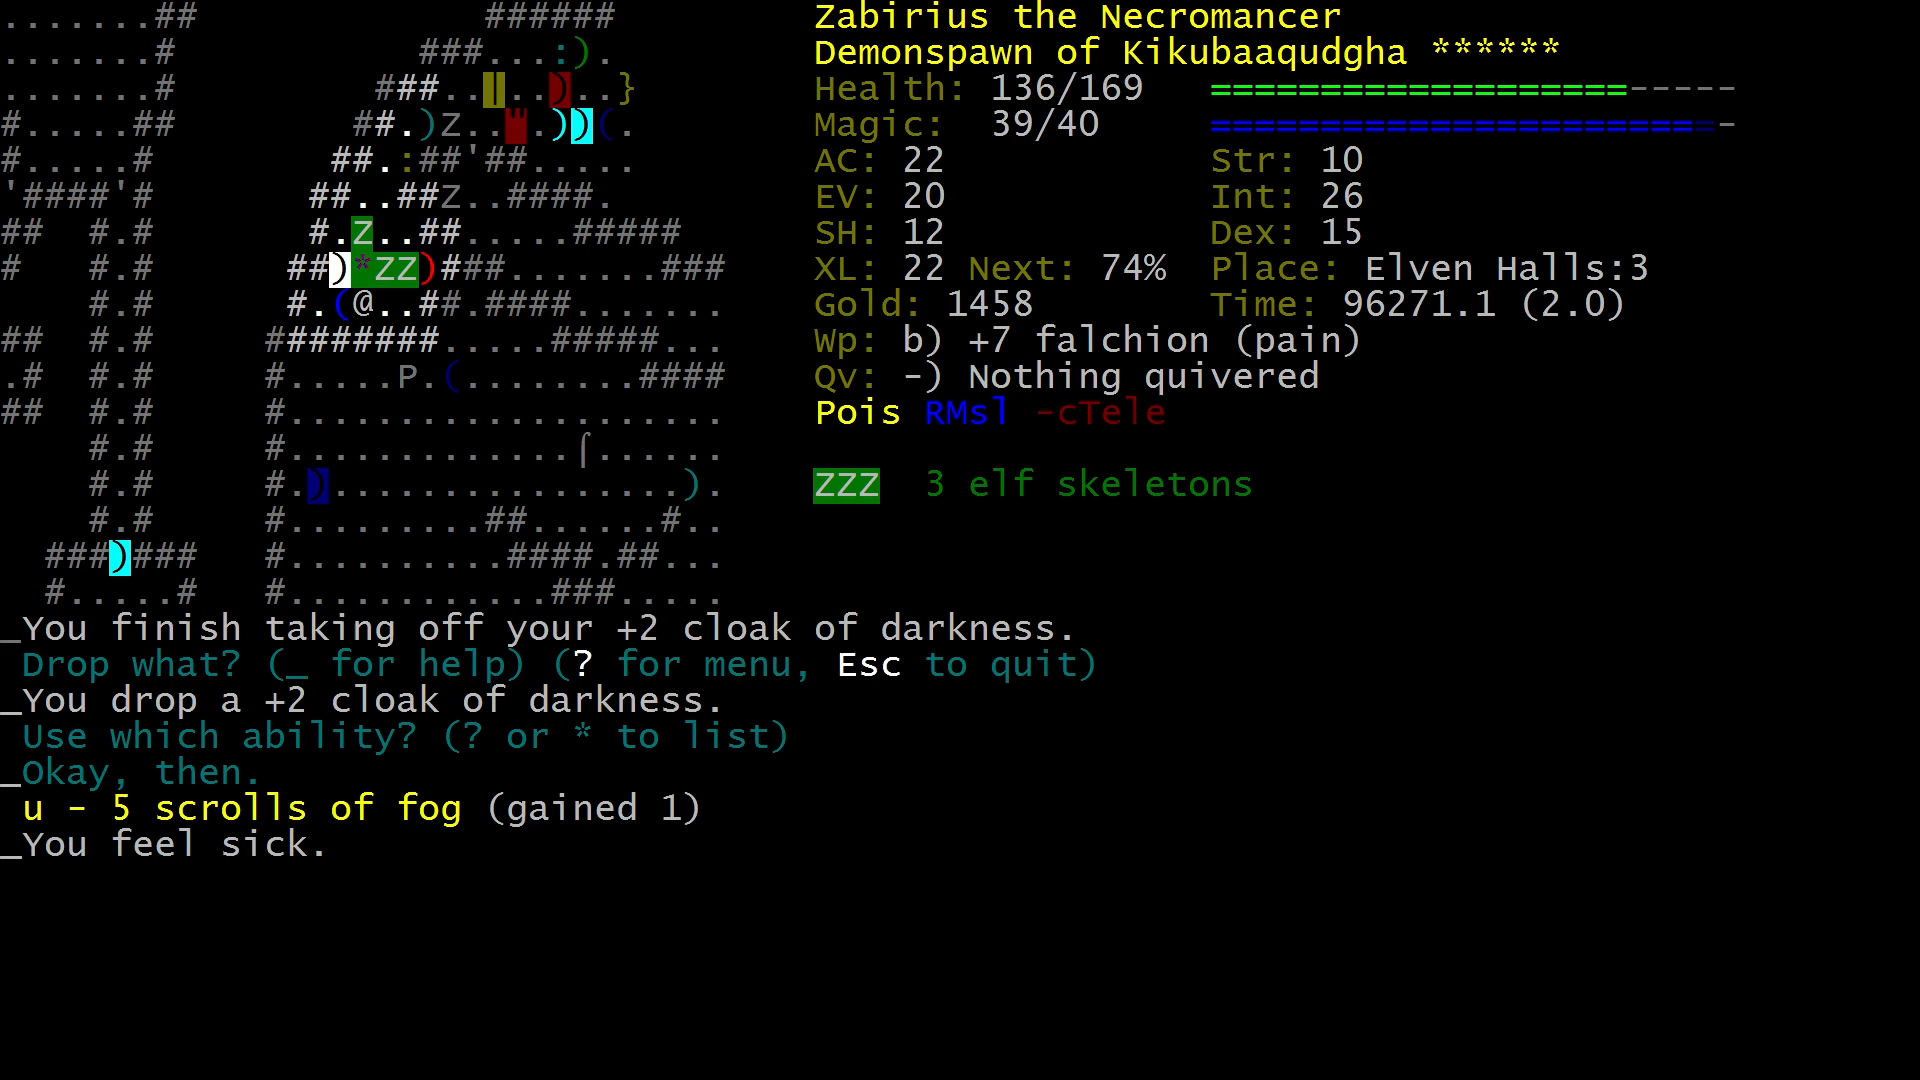 .......## ###### Zabirius the Necromancer
.......# ###...:). Demonspawn of Kikubaaqudgha ******
.......# ###..|..)..} Health: 136/169 ===================-----
#.....## ##.)Z..".))(. Magic: 39/40 =======================-
#.....# ##.:##'##..... AC: 22 Str: 10
'####'# ##..##Z..####. EV: 20 Int: 26
## #.# #.Z..##.....##### SH: 12 Dex: 15
# #.# ##)*ZZ)###.......### XL: 22 Next: 74% Place: Elven Halls:3
#.# #.(@..##.####....... Gold: 1458 Time: 96271.1 (2.0)
## #.# ########.....#####... Wp: b) +7 falchion (pain)
.# #.# #.....P.(........#### Qv: -) Nothing quivered
## #.# #.................... Pois RMsl -cTele
#.# #.............⌠......
#.# #.)................). ZZZ 3 elf skeletons
#.# #.........##......#..
###)### #..........####.##...
#.....# #............###.....
_You finish taking off your +2 cloak of darkness.
Drop what? (_ for help) (? for menu, Esc to quit)
_You drop a +2 cloak of darkness.
Use which ability? (? or * to list)
_Okay, then.
u - 5 scrolls of fog (gained 1)
_You feel sick.